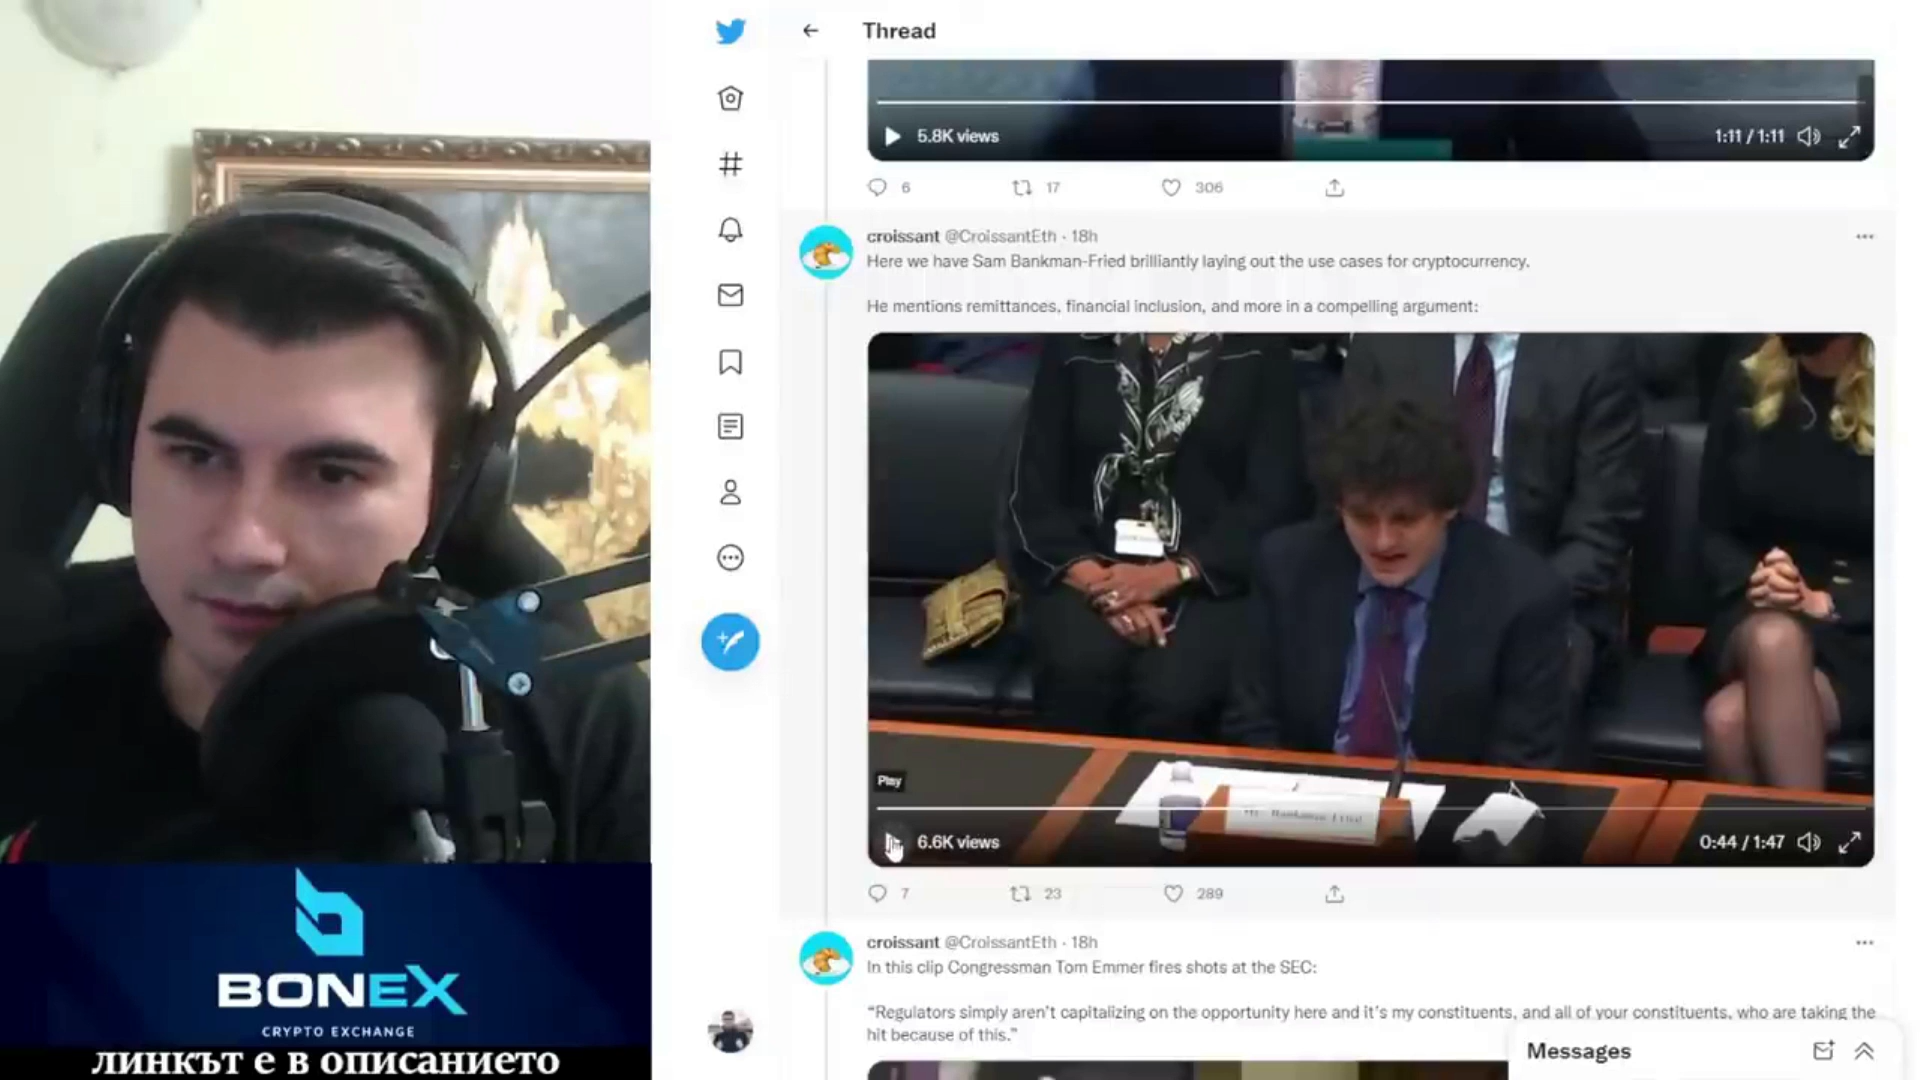 Thread
5.8K views
1:11 / 1:11
6
17
306
croissant @CroissantEth · 18h
Here we have Sam Bankman-Fried brilliantly laying out the use cases for cryptocurrency.
He mentions remittances, financial inclusion, and more in a compelling argument:
Play
Mr. Bankman-Fried
6.6K views
0:44 / 1:47
7
23
289
croissant @CroissantEth · 18h
In this clip Congressman Tom Emmer fires shots at the SEC:
“Regulators simply aren't capitalizing on the opportunity here and it's my constituents, and all of your constituents, who are taking the
hit because of this.”
Messages
BONEX
CRYPTO EXCHANGE
линкът е в описанието